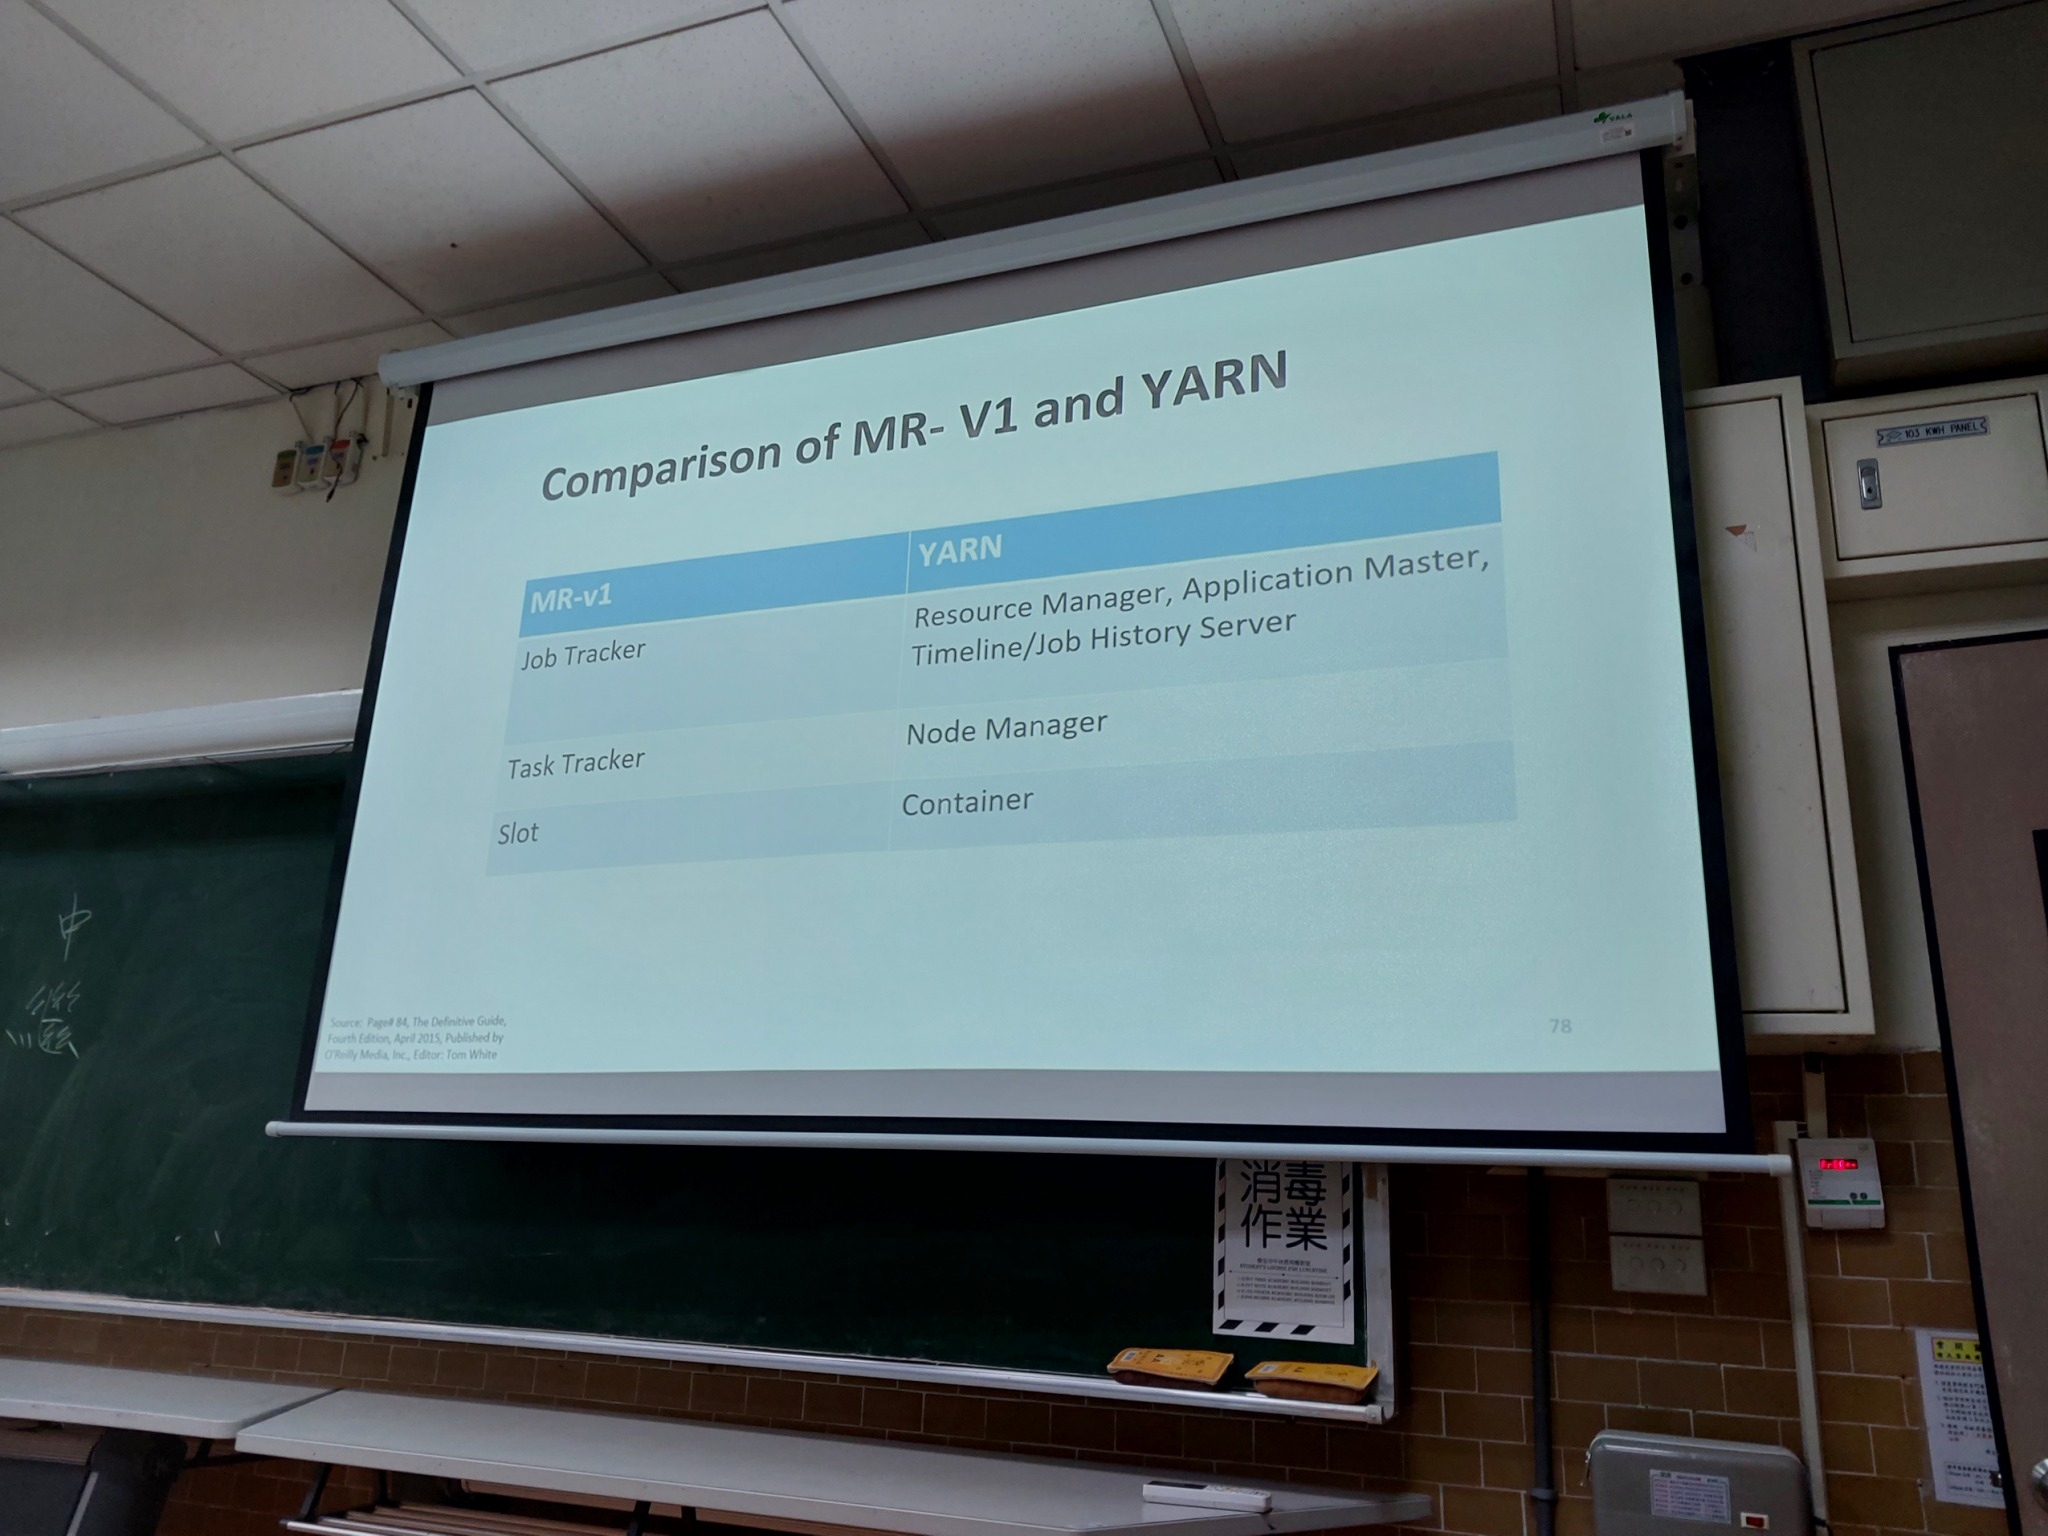 YALA
103 KWH PANEL
Comparison of MR- V1 and YARN
MR-v1
YARN
Job Tracker
Resource Manager, Application Master,
Timeline/Job History Server
Task Tracker
Node Manager
Slot
Container
Source: Page# 84, The Definitive Guide,
Fourth Edition, April 2015, Published by
O'Reilly Media, Inc., Editor: Tom White
78
中
消毒
作業